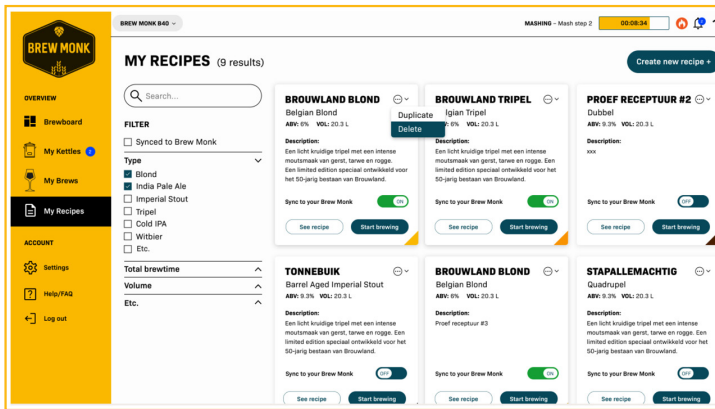 BREW MONK B40
MASHING – Mash step 2
00:08:34
BREW MONK
MY RECIPES (9 results)
Create new recipe +
OVERVIEW
Brewboard
My Kettles 2
My Brews
My Recipes
ACCOUNT
Settings
Help/FAQ
Log out
Search...
FILTER
Synced to Brew Monk
Type
Blond
India Pale Ale
Imperial Stout
Tripel
Cold IPA
Witbier
Etc.
Total brewtime
Volume
Etc.
BROUWLAND BLOND
Belgian Blond
ABV: 6% VOL: 20.3 L
Description:
Een licht kruidige tripel met een intense
moutsmaak van gerst, tarwe en rogge. Een
limited edition speciaal ontwikkeld voor
het 50-jarig bestaan van Brouwland.
Sync to your Brew Monk ON
See recipe Start brewing
Duplicate
Delete
BROUWLAND TRIPEL
gian Tripel
6% VOL: 20.3 L
Description:
Een licht kruidige tripel met een intense
moutsmaak van gerst, tarwe en rogge. Een
limited edition speciaal ontwikkeld voor het
50-jarig bestaan van Brouwland.
Sync to your Brew Monk ON
See recipe Start brewing
PROEF RECEPTUUR #2
Dubbel
ABV: 9.3% VOL: 20.3 L
Description:
xxx
Sync to your Brew Monk OFF
See recipe Start brewing
TONNEBUIK
Barrel Aged Imperial Stout
ABV: 9.3% VOL: 20.3 L
Description:
Een licht kruidige tripel met een intense
moutsmaak van gerst, tarwe en rogge. Een
limited edition speciaal ontwikkeld voor het
50-jarig bestaan van Brouwland.
Sync to your Brew Monk OFF
See recipe Start brewing
BROUWLAND BLOND
Belgian Blond
ABV: 6% VOL: 20.3 L
Description:
Proef receptuur #3
Sync to your Brew Monk ON
See recipe Start brewing
STAPALLEMACHTIG
Quadrupel
ABV: 9.3% VOL: 20.3 L
Description:
Een licht kruidige tripel met een intense
moutsmaak van gerst, tarwe en rogge. Een
limited edition speciaal ontwikkeld voor het
50-jarig bestaan van Brouwland.
Sync to your Brew Monk OFF
See recipe Start brewing